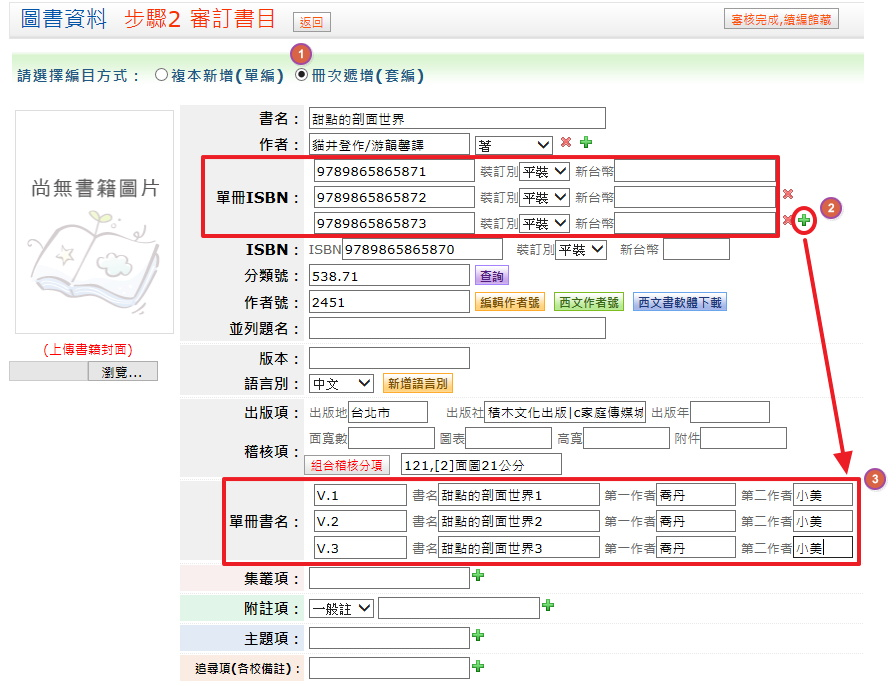 圖書資料 步驟2 審訂書目 返回 審核完成,續編館藏
1
請選擇編目方式： 複本新增(單編) 冊次遞增(套編)
書名： 甜點的剖面世界
作者： 貓井登作/游韻馨譯 著
尚無書籍圖片
單冊ISBN： 9789865865871 裝訂別 平裝 新台幣
9789865865872 裝訂別 平裝 新台幣
9789865865873 裝訂別 平裝 新台幣
2
ISBN： ISBN 9789865865870 裝訂別 平裝 新台幣
分類號： 538.71 查詢
作者號： 2451 編輯作者號 西文作者號 西文書軟體下載
並列題名：
(上傳書籍封面)
瀏覽...
版本：
語言別： 中文 新增語言別
出版項： 出版地 台北市 出版社 積木文化出版|c家庭傳媒城 出版年
稽核項： 面寬數 圖表 高寬 附件
組合稽核分項 121,[2]面圖21公分
3
單冊書名： V.1 書名 甜點的剖面世界1 第一作者 喬丹 第二作者 小美
V.2 書名 甜點的剖面世界2 第一作者 喬丹 第二作者 小美
V.3 書名 甜點的剖面世界3 第一作者 喬丹 第二作者 小美
集叢項：
附註項： 一般註
主題項：
追尋項(各校備註)：